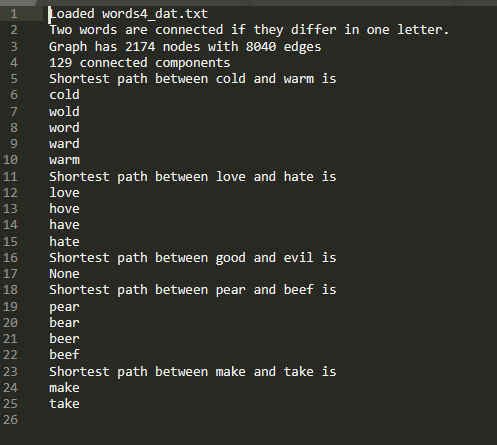 1 Loaded words4_dat.txt
2 Two words are connected if they differ in one letter.
3 Graph has 2174 nodes with 8040 edges
4 129 connected components
5 Shortest path between cold and warm is
6 cold
7 wold
8 word
9 ward
10 warm
11 Shortest path between love and hate is
12 love
13 hove
14 have
15 hate
16 Shortest path between good and evil is
17 None
18 Shortest path between pear and beef is
19 pear
20 bear
21 beer
22 beef
23 Shortest path between make and take is
24 make
25 take
26